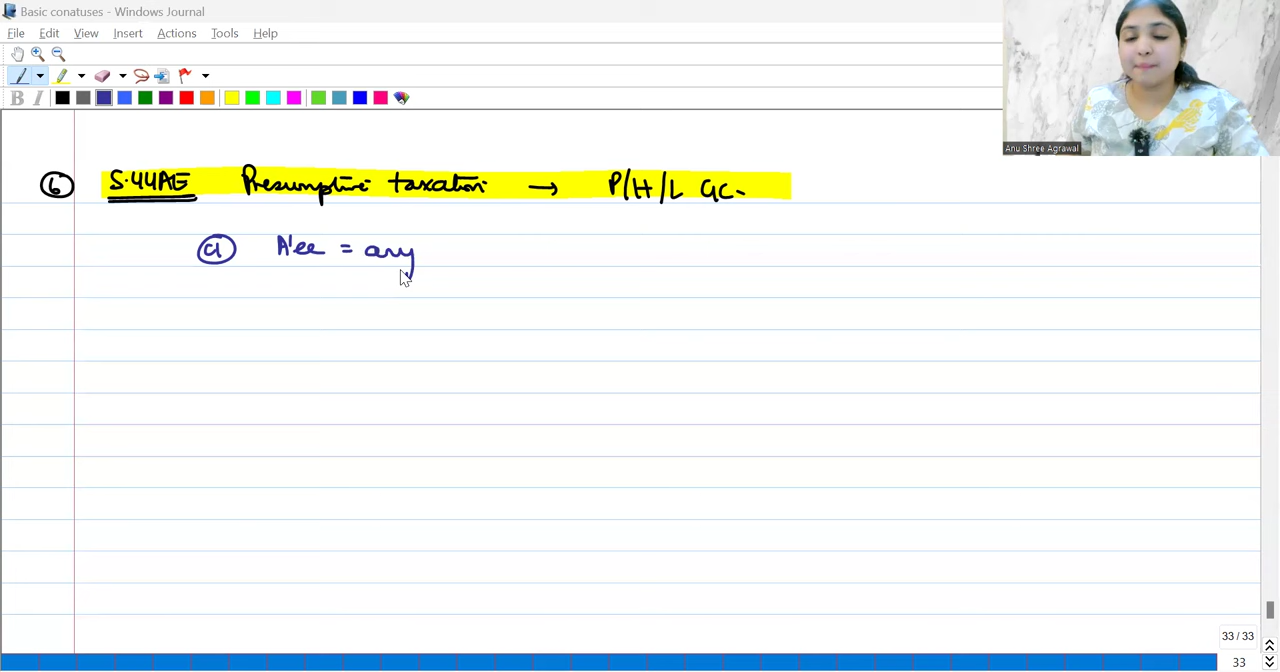 Basic conatuses - Windows Journal
File Edit View Insert Actions Tools Help
B I
Anu Shree Agrawal
6 S.44AE Presumptive taxation → P/H/L GC-
a A'ee = any
33 / 33
33